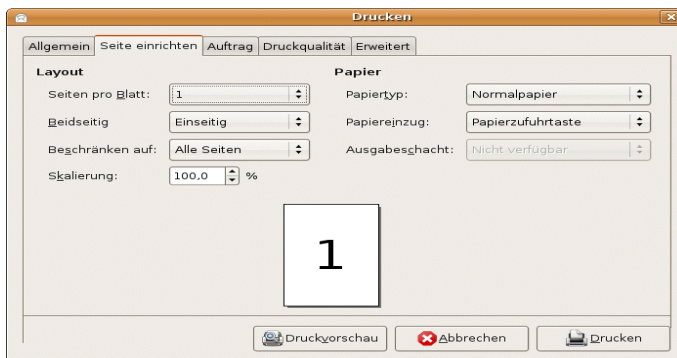 Drucken
Allgemein Seite einrichten Auftrag Druckqualität Erweitert
Layout
Seiten pro Blatt: 1
Beidseitig Einseitig
Beschränken auf: Alle Seiten
Skalierung: 100,0 %
Papier
Papiertyp: Normalpapier
Papiereinzug: Papierzufuhrtaste
Ausgabeschacht: Nicht verfügbar
1
Druckvorschau Abbrechen Drucken